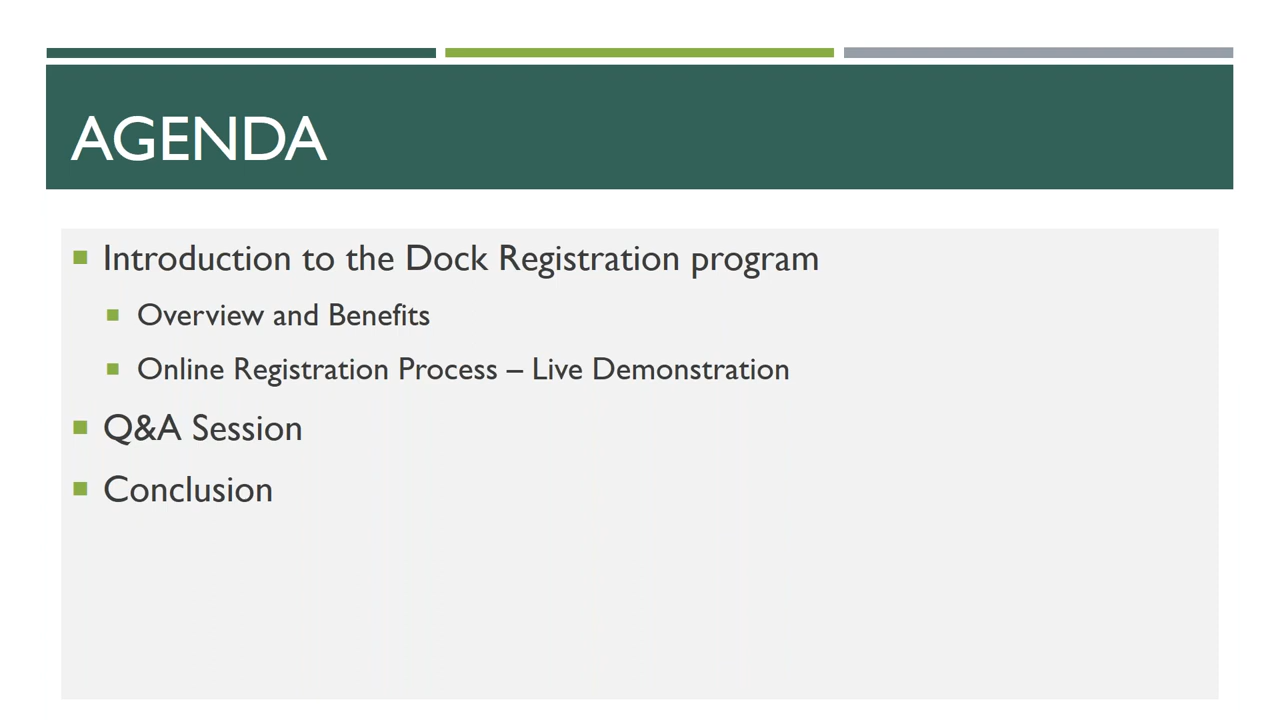 AGENDA
Introduction to the Dock Registration program
Overview and Benefits
Online Registration Process – Live Demonstration
Q&A Session
Conclusion